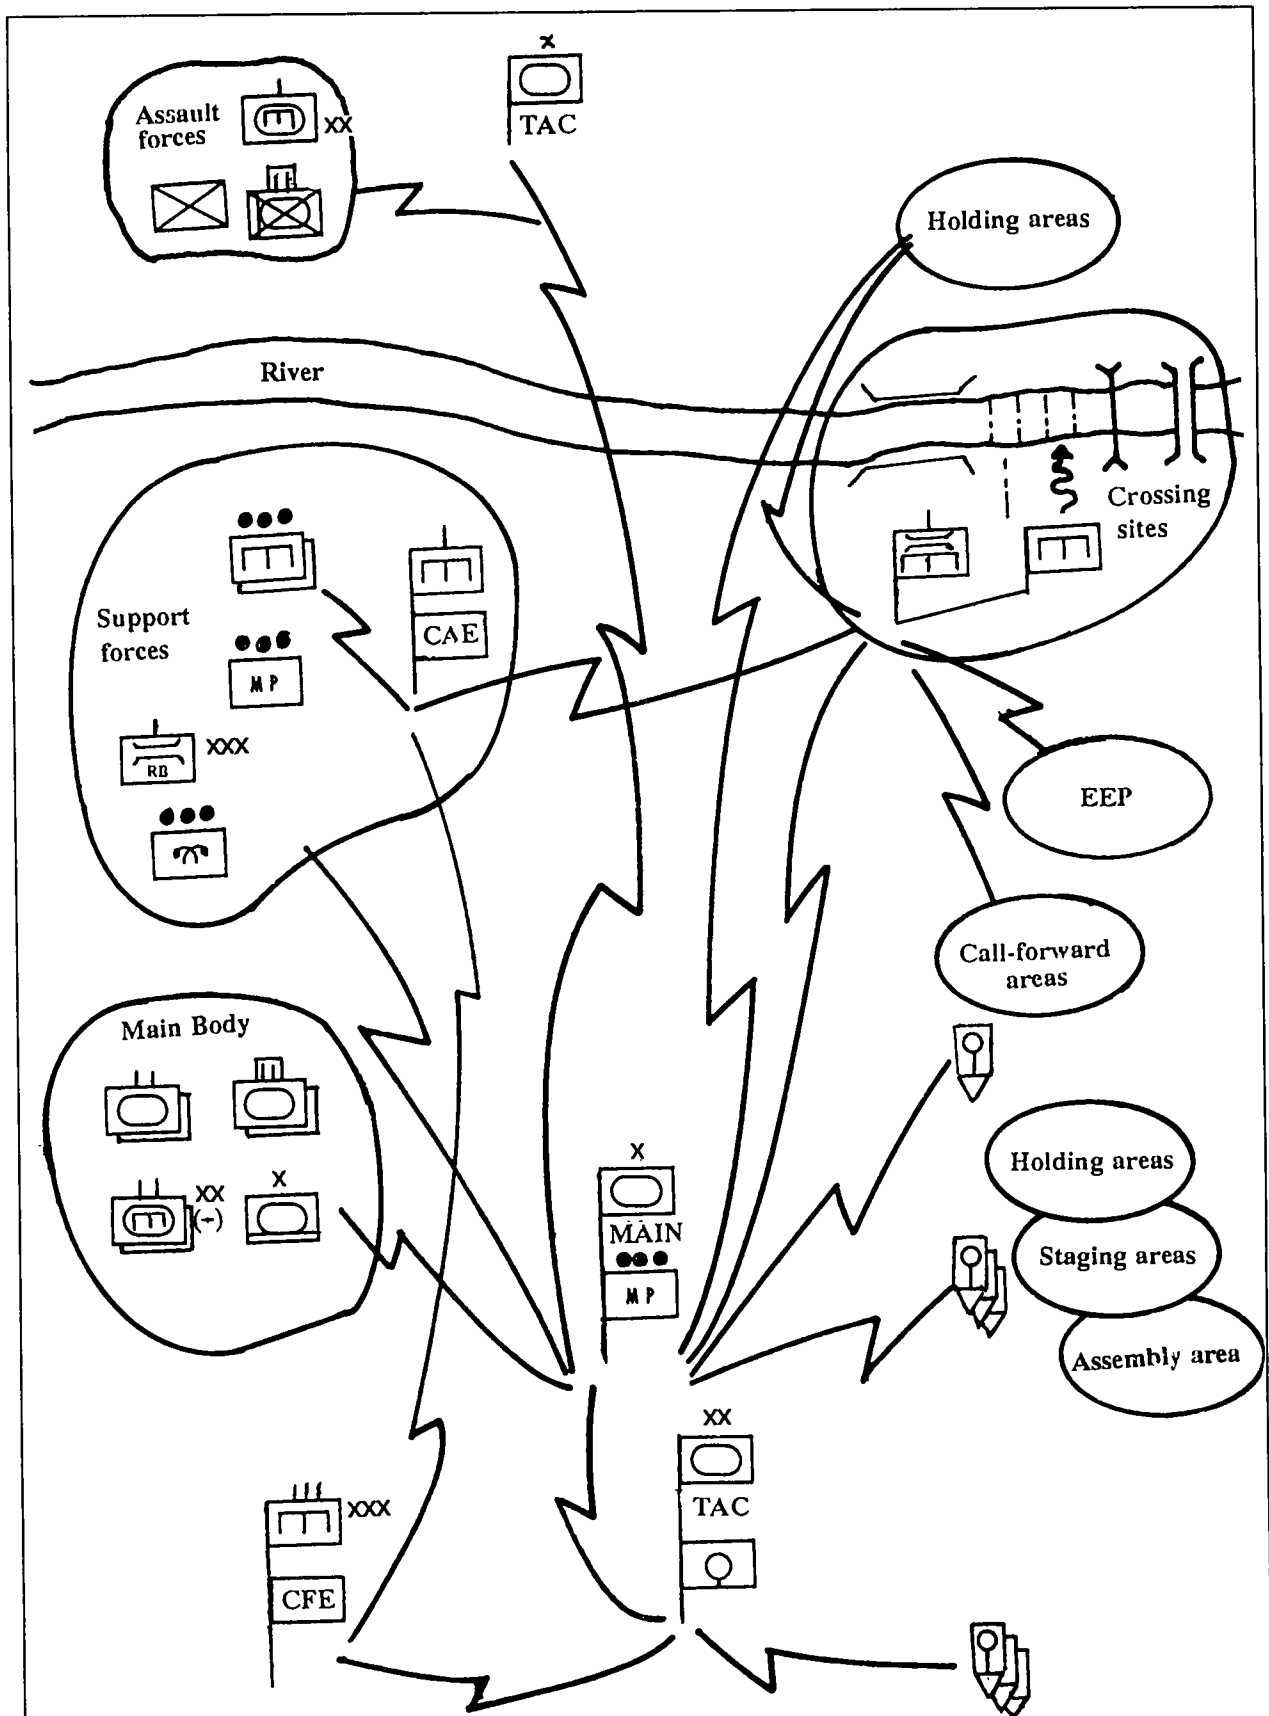 X
TAC
Assault
forces
XX
Holding areas
River
Crossing
sites
CAE
Support
forces
MP
XXX
RB
EEP
Call-forward
areas
Main Body
XX
(-)
X
X
MAIN
MP
Holding areas
Staging areas
Assembly area
XX
TAC
XXX
CFE